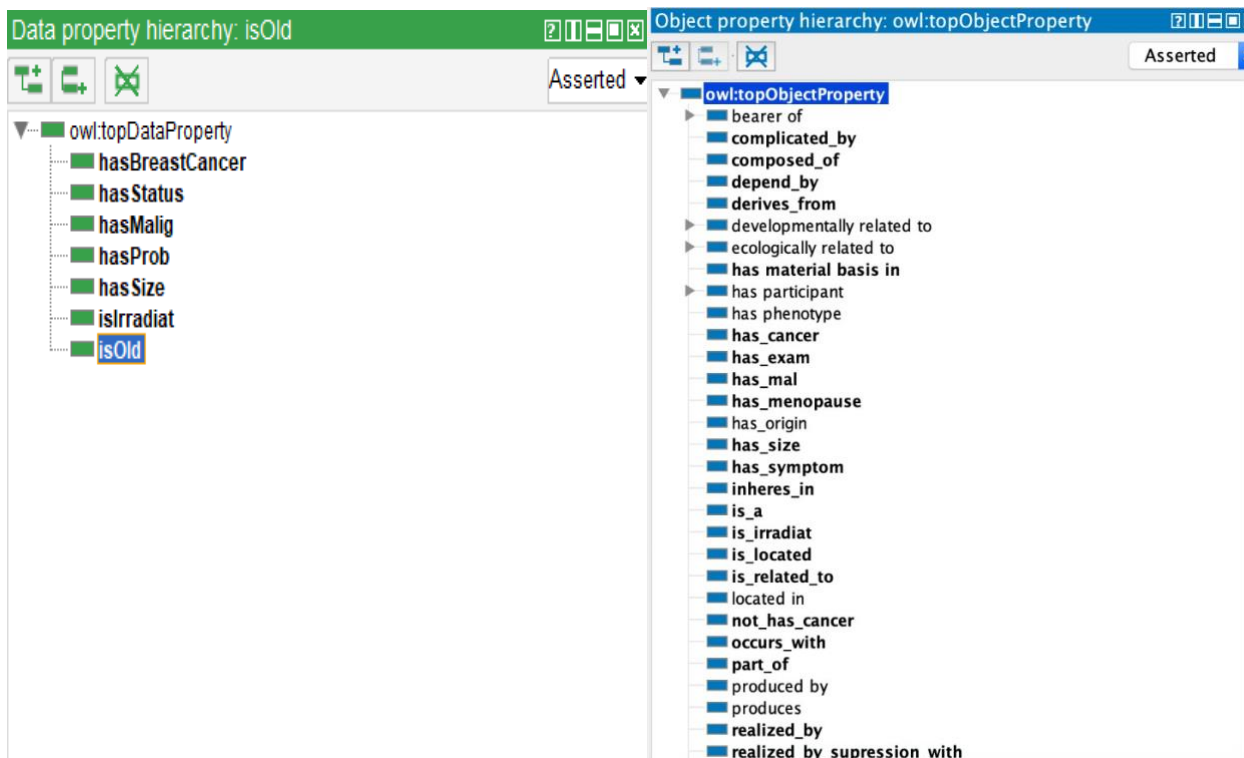 Data property hierarchy: isOld
Asserted
owl:topDataProperty
hasBreastCancer
hasStatus
hasMalig
hasProb
hasSize
isIrradiat
isOld
Object property hierarchy: owl:topObjectProperty
Asserted
owl:topObjectProperty
bearer of
complicated_by
composed_of
depend_by
derives_from
developmentally related to
ecologically related to
has material basis in
has participant
has phenotype
has_cancer
has_exam
has_mal
has_menopause
has_origin
has_size
has_symptom
inheres_in
is_a
is_irradiat
is_located
is_related_to
located in
not_has_cancer
occurs_with
part_of
produced by
produces
realized_by
realized_by_supression_with